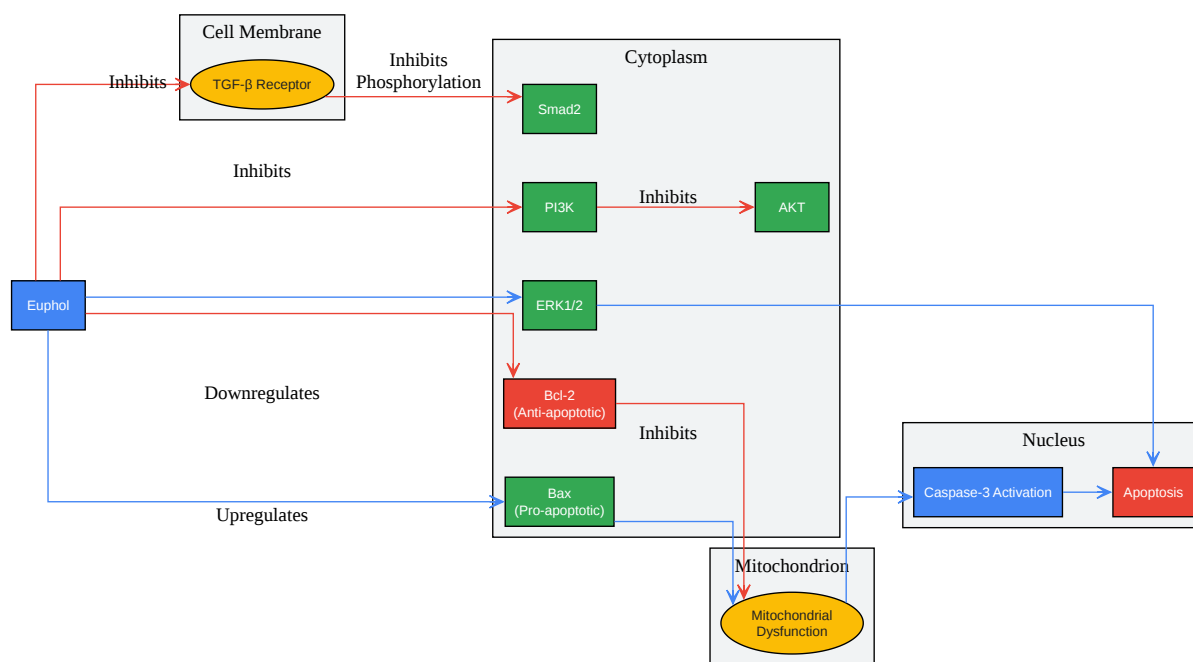 Cell Membrane
TGF-β Receptor
Inhibits
Inhibits
Phosphorylation
Cytoplasm
Smad2
Inhibits
PI3K
Inhibits
AKT
Euphol
ERK1/2
Downregulates
Bcl-2
(Anti-apoptotic)
Inhibits
Upregulates
Bax
(Pro-apoptotic)
Nucleus
Caspase-3 Activation
Apoptosis
Mitochondrion
Mitochondrial
Dysfunction